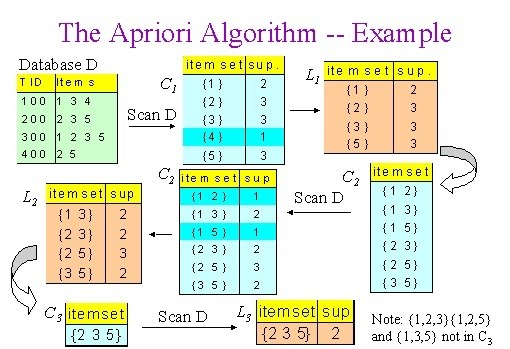 The Apriori Algorithm -- Example
Database D
TID Items
100 1 3 4
200 2 3 5
300 1 2 3 5
400 2 5
Scan D
C1
itemset sup.
{1} 2
{2} 3
{3} 3
{4} 1
{5} 3
L1
itemset sup.
{1} 2
{2} 3
{3} 3
{5} 3
C2
itemset
{1 2}
{1 3}
{1 5}
{2 3}
{2 5}
{3 5}
Scan D
C2
itemset sup
{1 2} 1
{1 3} 2
{1 5} 1
{2 3} 2
{2 5} 3
{3 5} 2
L2
itemset sup
{1 3} 2
{2 3} 2
{2 5} 3
{3 5} 2
C3
itemset
{2 3 5}
Scan D
L3
itemset sup
{2 3 5} 2
Note: {1,2,3}{1,2,5}
and {1,3,5} not in C3